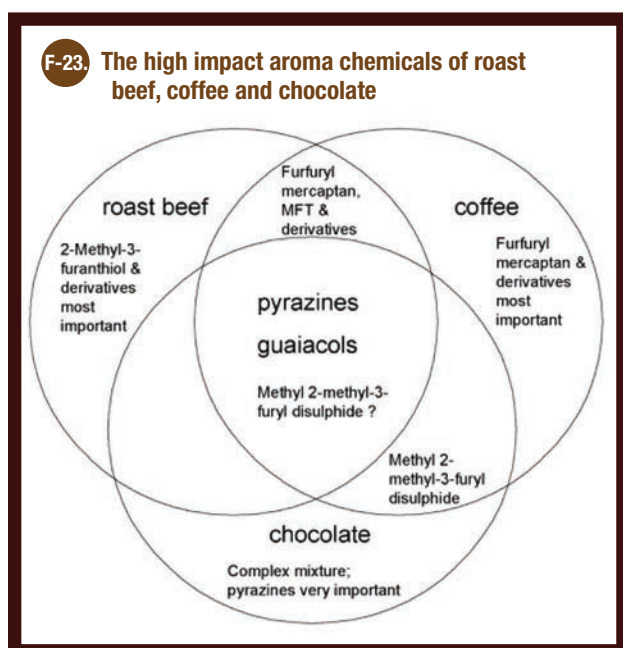 F-23. The high impact aroma chemicals of roast
beef, coffee and chocolate
roast beef
2-Methyl-3-
furanthiol &
derivatives
most
important
Furfuryl
mercaptan,
MFT &
derivatives
coffee
Furfuryl
mercaptan &
derivatives
most
important
pyrazines
guaiacols
Methyl 2-methyl-3-
furyl disulphide ?
Methyl 2-
methyl-3-furyl
disulphide
chocolate
Complex mixture;
pyrazines very important